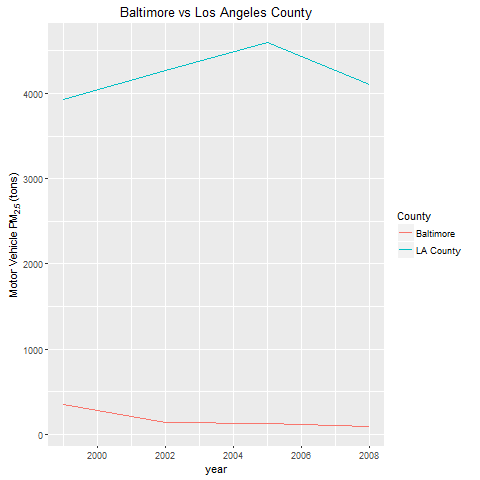 Baltimore vs Los Angeles County
Motor Vehicle PM2.5 (tons)
4000
3000
2000
1000
0
2000 2002 2004 2006 2008
year
County
Baltimore
LA County